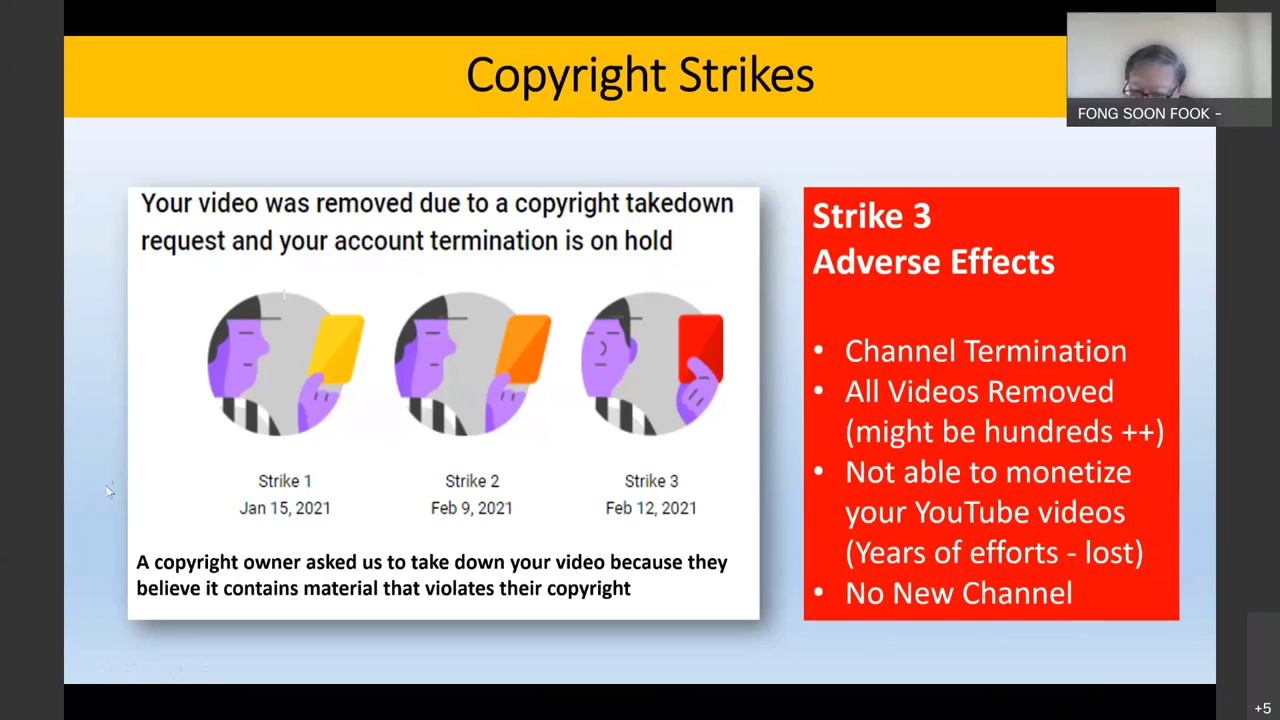 Copyright Strikes
FONG SOON FOOK -
Your video was removed due to a copyright takedown
request and your account termination is on hold
Strike 1
Jan 15, 2021
Strike 2
Feb 9, 2021
Strike 3
Feb 12, 2021
A copyright owner asked us to take down your video because they
believe it contains material that violates their copyright
Strike 3
Adverse Effects
• Channel Termination
• All Videos Removed
(might be hundreds ++)
• Not able to monetize
your YouTube videos
(Years of efforts - lost)
• No New Channel
+5